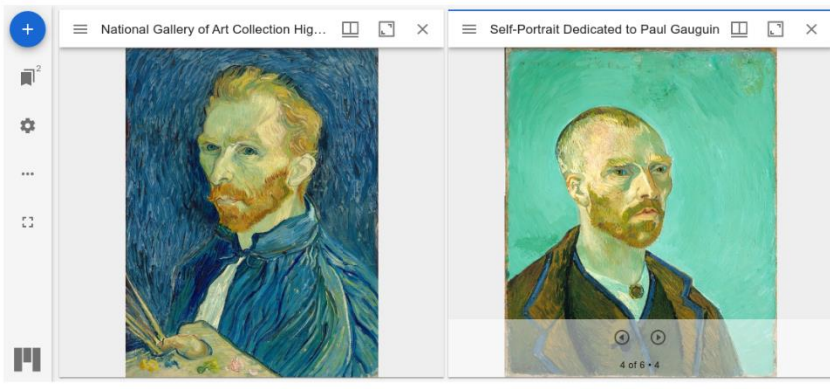 National Gallery of Art Collection Hig...
Self-Portrait Dedicated to Paul Gauguin
2
4 of 6 • 4